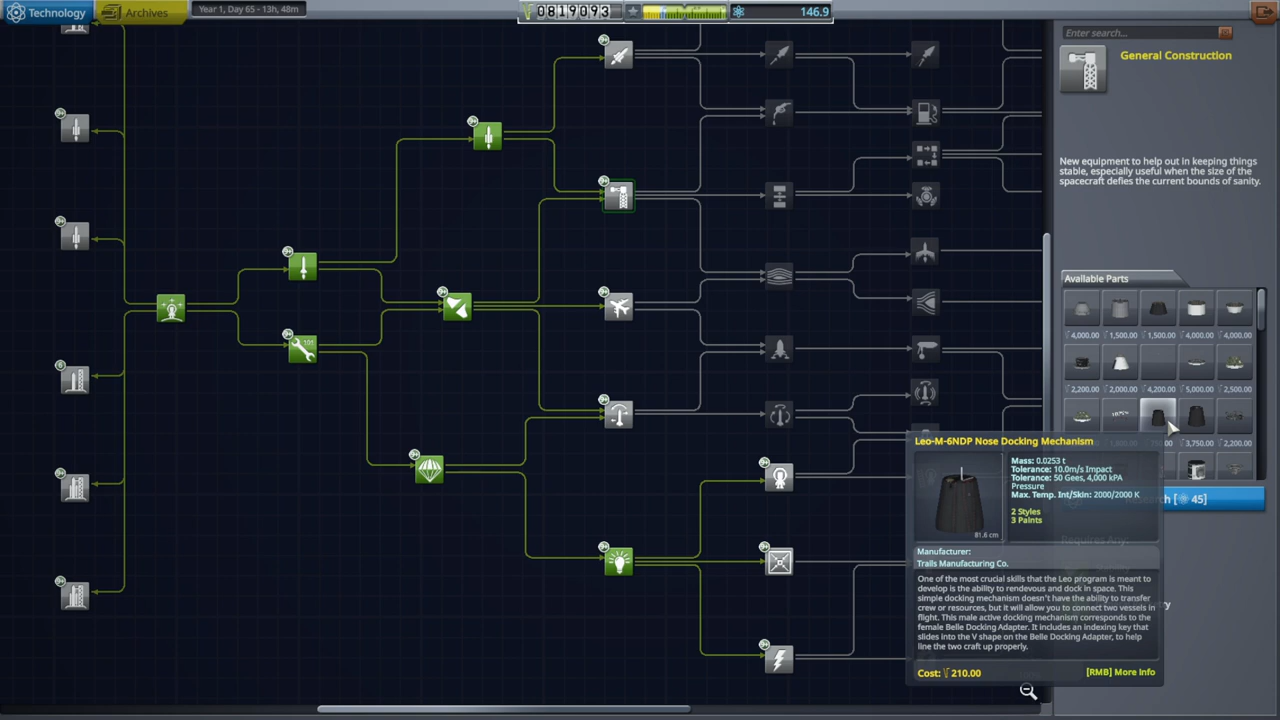 Technology
Archives
Year 1, Day 65 - 13h, 48m
0819093
146.9
Enter search...
General Construction
New equipment to help out in keeping things
stable, especially useful when the size of the
spacecraft defies the current bounds of sanity.
Available Parts
4,000.00 1,500.00 1,500.00 4,000.00 4,000.00
2,200.00 2,000.00 4,200.00 5,000.00 2,500.00
3,750.00 2,200.00
[45]
Leo-M-6NDP Nose Docking Mechanism
Mass: 0.0253 t
Tolerance: 10.0m/s Impact
Tolerance: 50 Gees, 4,000 kPA
Pressure
Max. Temp. Int/Skin: 2000/2000 K
2 Styles
3 Paints
81.6 cm
Manufacturer:
Trails Manufacturing Co.
One of the most crucial skills that the Leo program is meant to
develop is the ability to rendevous and dock in space. This
simple docking mechanism doesn't have the ability to transfer
crew or resources, but it will allow you to connect two vessels in
flight. This male active docking mechanism corresponds to the
female Belle Docking Adapter. It includes an indexing key that
slides into the V shape on the Belle Docking Adapter, to help
line the two craft up properly.
Cost: 210.00
[RMB] More Info
101